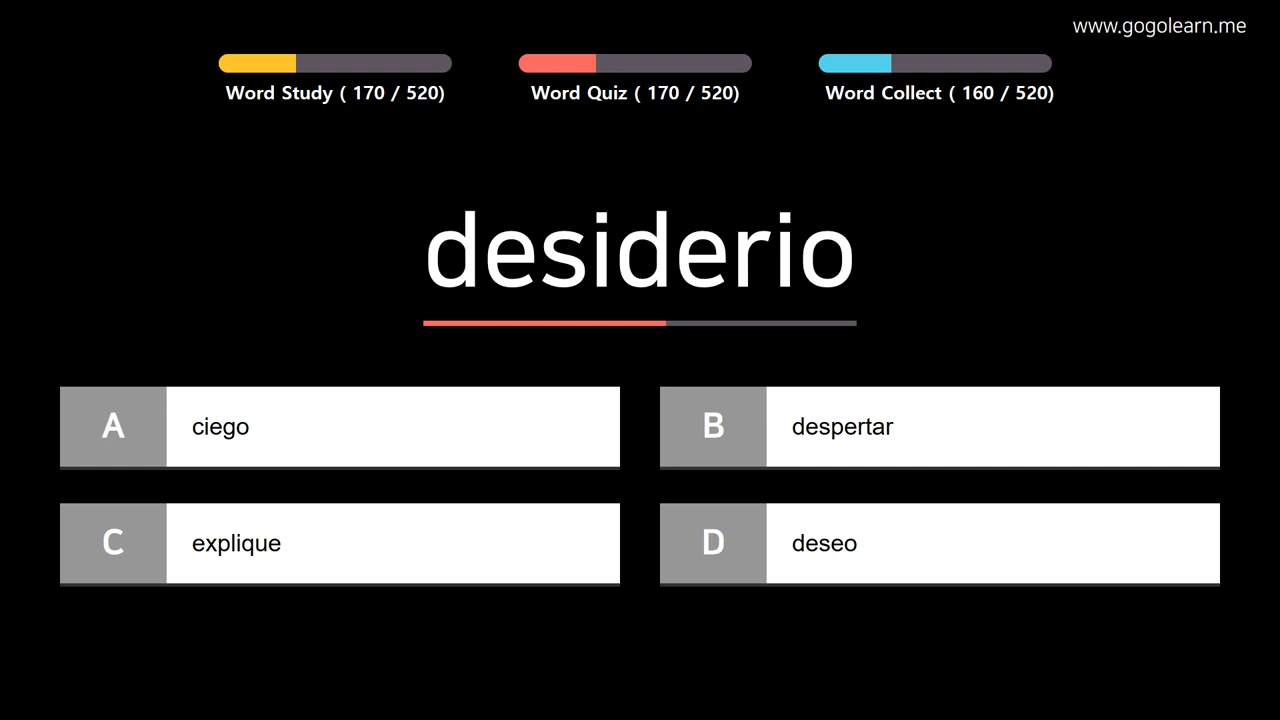 www.gogolearn.me
Word Study ( 170 / 520)
Word Quiz ( 170 / 520)
Word Collect ( 160 / 520)
desiderio
A ciego
B despertar
C explique
D deseo